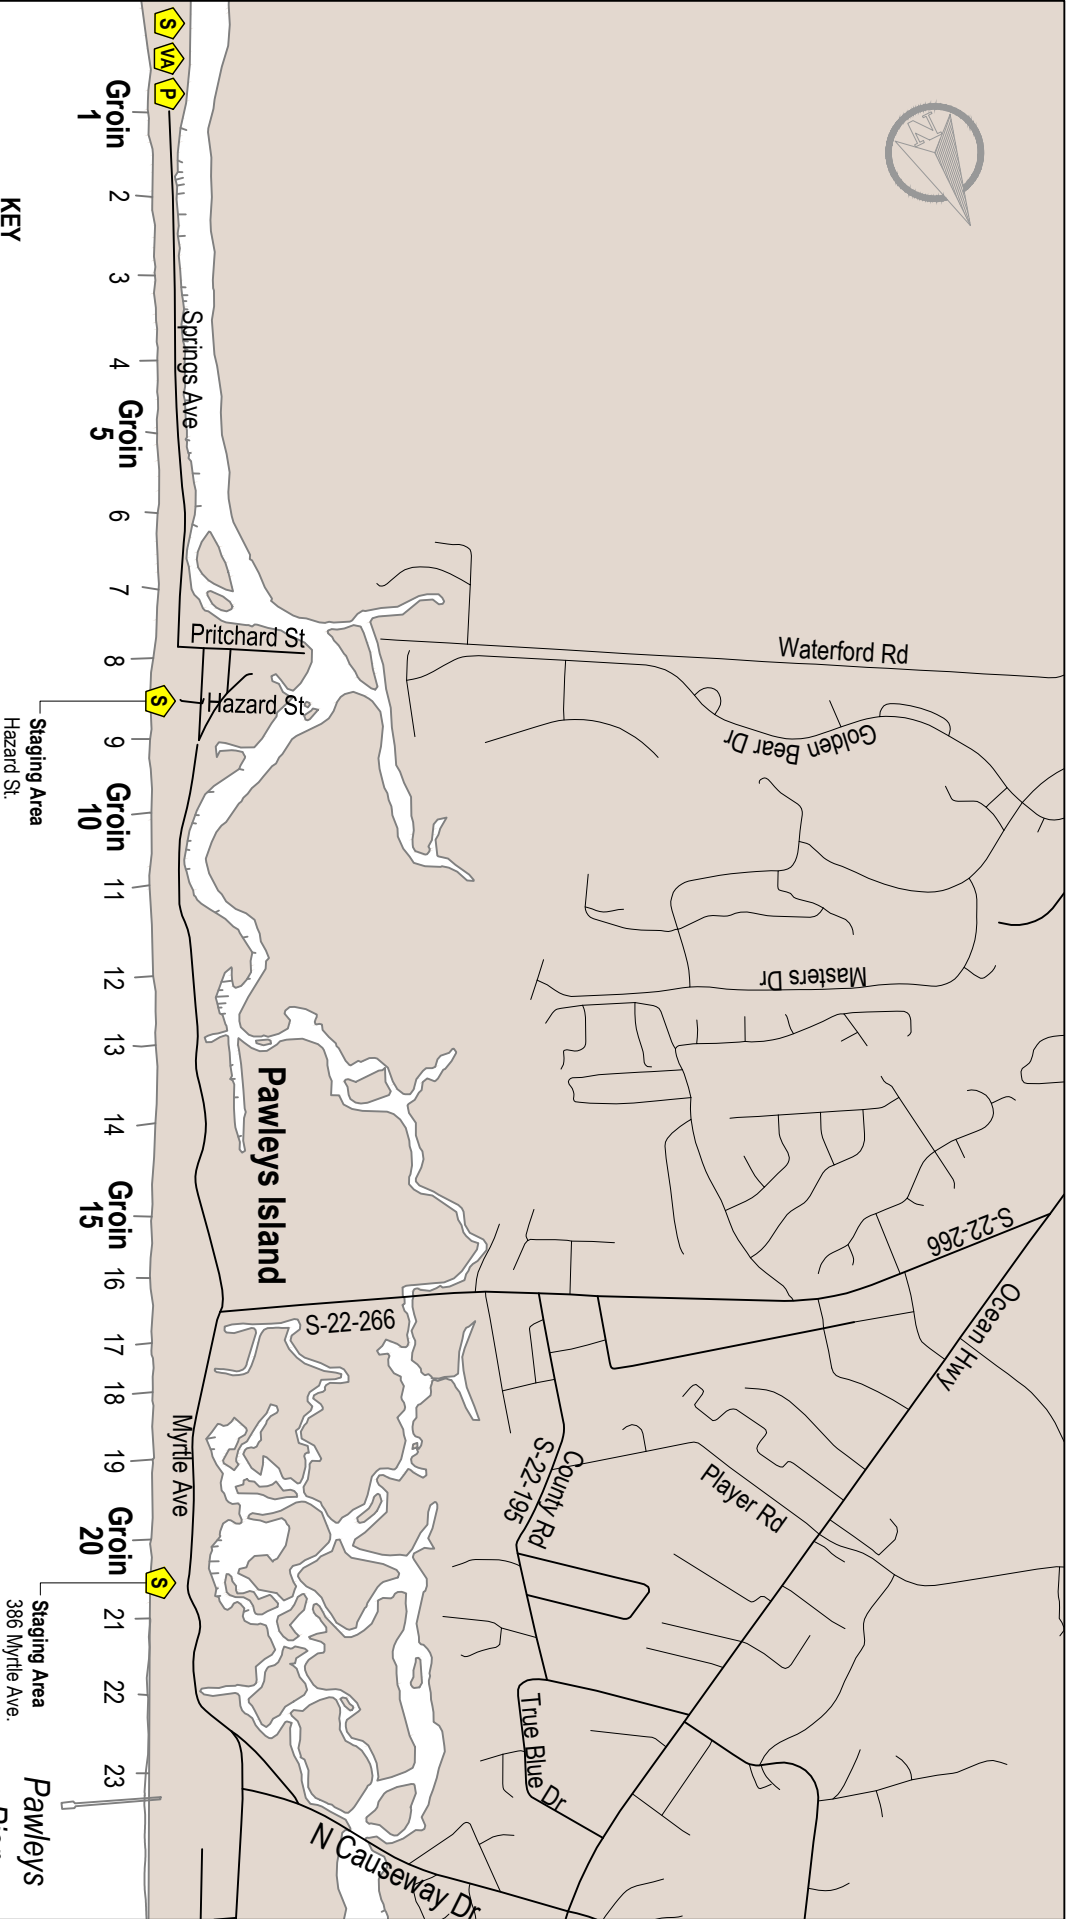 N
S
VA
P
Groin
1
2
3
4
Groin
5
6
7
8
9
Groin
10
11
12
13
14
Groin
15
16
17
18
19
Groin
20
21
22
23
KEY
Springs Ave
Pritchard St
Hazard St
S
Staging Area
Hazard St.
Waterford Rd
Golden Bear Dr
Masters Dr
Pawleys Island
S-22-266
S-22-266
Ocean Hwy
Myrtle Ave
County Rd
S-22-195
Player Rd
S
Staging Area
386 Myrtle Ave.
True Blue Dr
N Causeway Dr
Pawleys